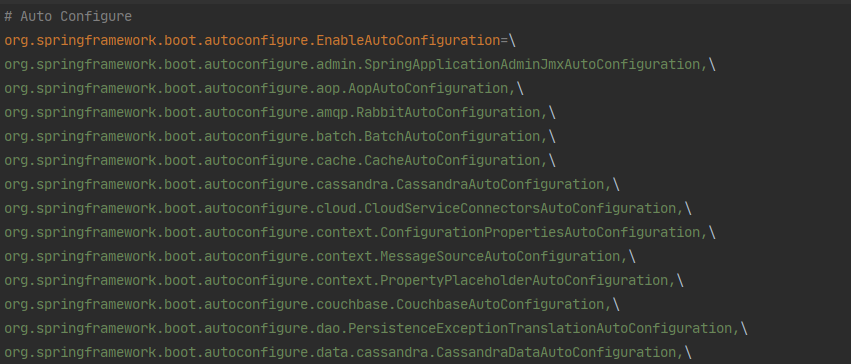 # Auto Configure
org.springframework.boot.autoconfigure.EnableAutoConfiguration=\
org.springframework.boot.autoconfigure.admin.SpringApplicationAdminJmxAutoConfiguration,\
org.springframework.boot.autoconfigure.aop.AopAutoConfiguration,\
org.springframework.boot.autoconfigure.amqp.RabbitAutoConfiguration,\
org.springframework.boot.autoconfigure.batch.BatchAutoConfiguration,\
org.springframework.boot.autoconfigure.cache.CacheAutoConfiguration,\
org.springframework.boot.autoconfigure.cassandra.CassandraAutoConfiguration,\
org.springframework.boot.autoconfigure.cloud.CloudServiceConnectorsAutoConfiguration,\
org.springframework.boot.autoconfigure.context.ConfigurationPropertiesAutoConfiguration,\
org.springframework.boot.autoconfigure.context.MessageSourceAutoConfiguration,\
org.springframework.boot.autoconfigure.context.PropertyPlaceholderAutoConfiguration,\
org.springframework.boot.autoconfigure.couchbase.CouchbaseAutoConfiguration,\
org.springframework.boot.autoconfigure.dao.PersistenceExceptionTranslationAutoConfiguration,\
org.springframework.boot.autoconfigure.data.cassandra.CassandraDataAutoConfiguration,\